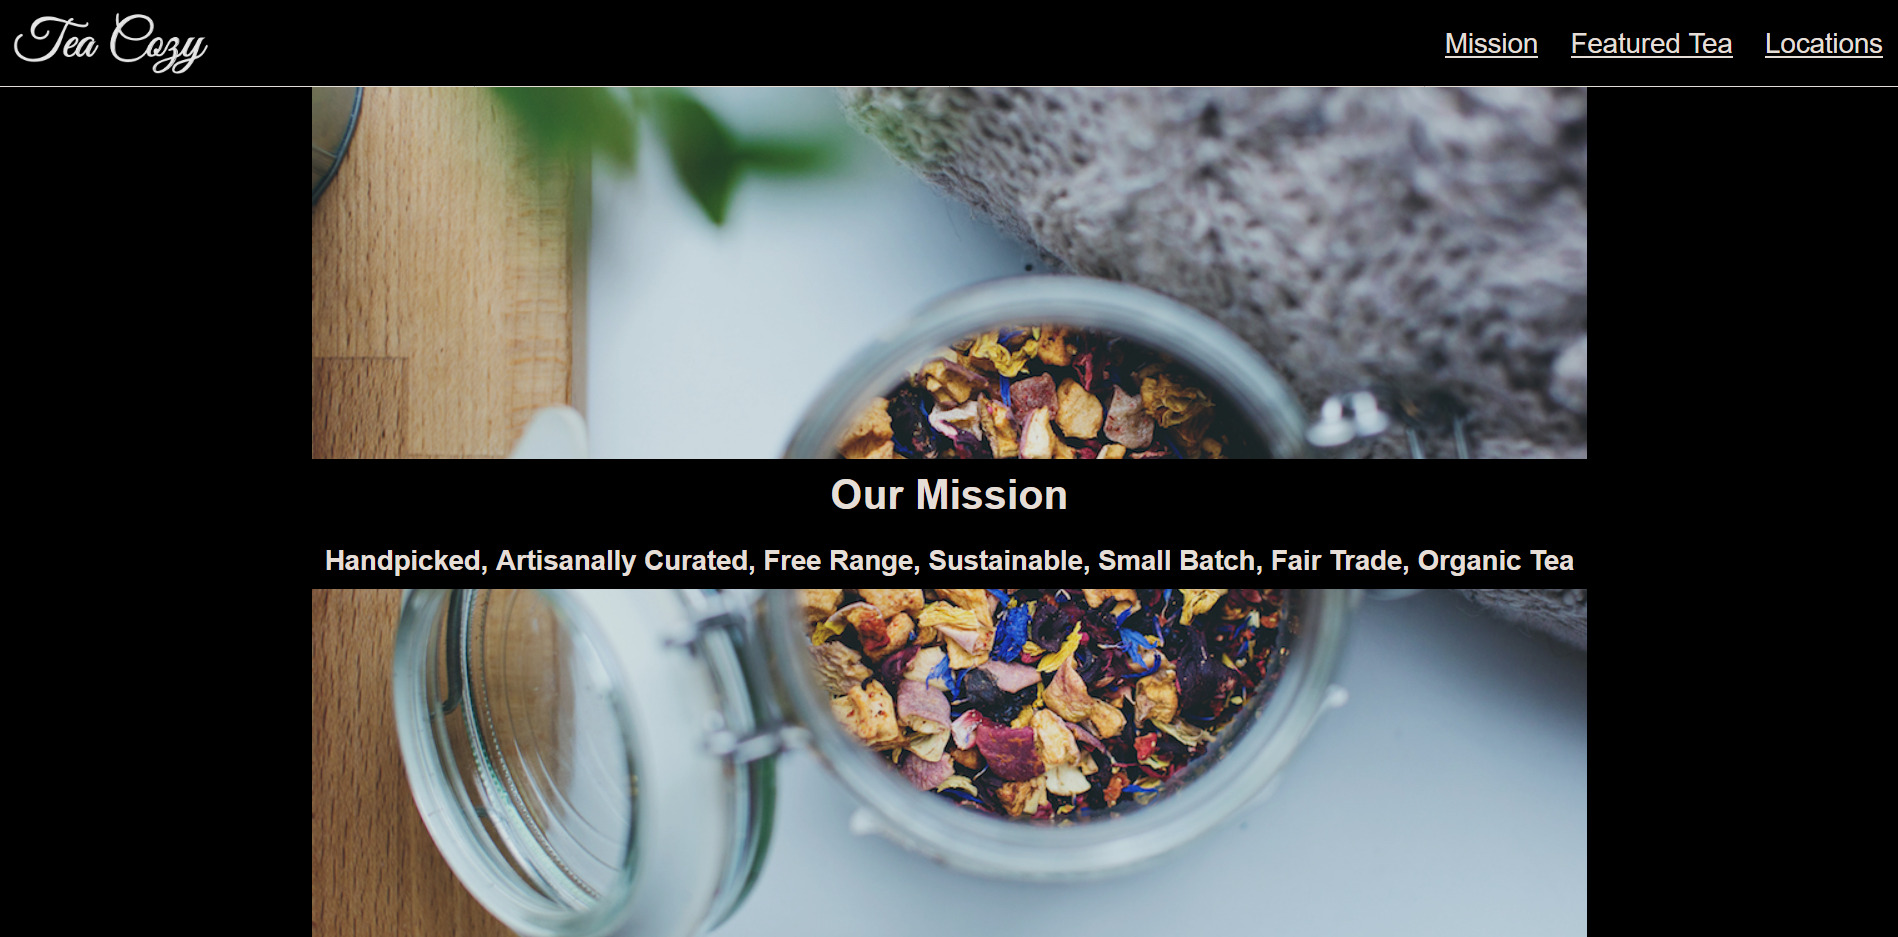 Tea Cozy
Mission Featured Tea Locations
Our Mission
Handpicked, Artisanally Curated, Free Range, Sustainable, Small Batch, Fair Trade, Organic Tea